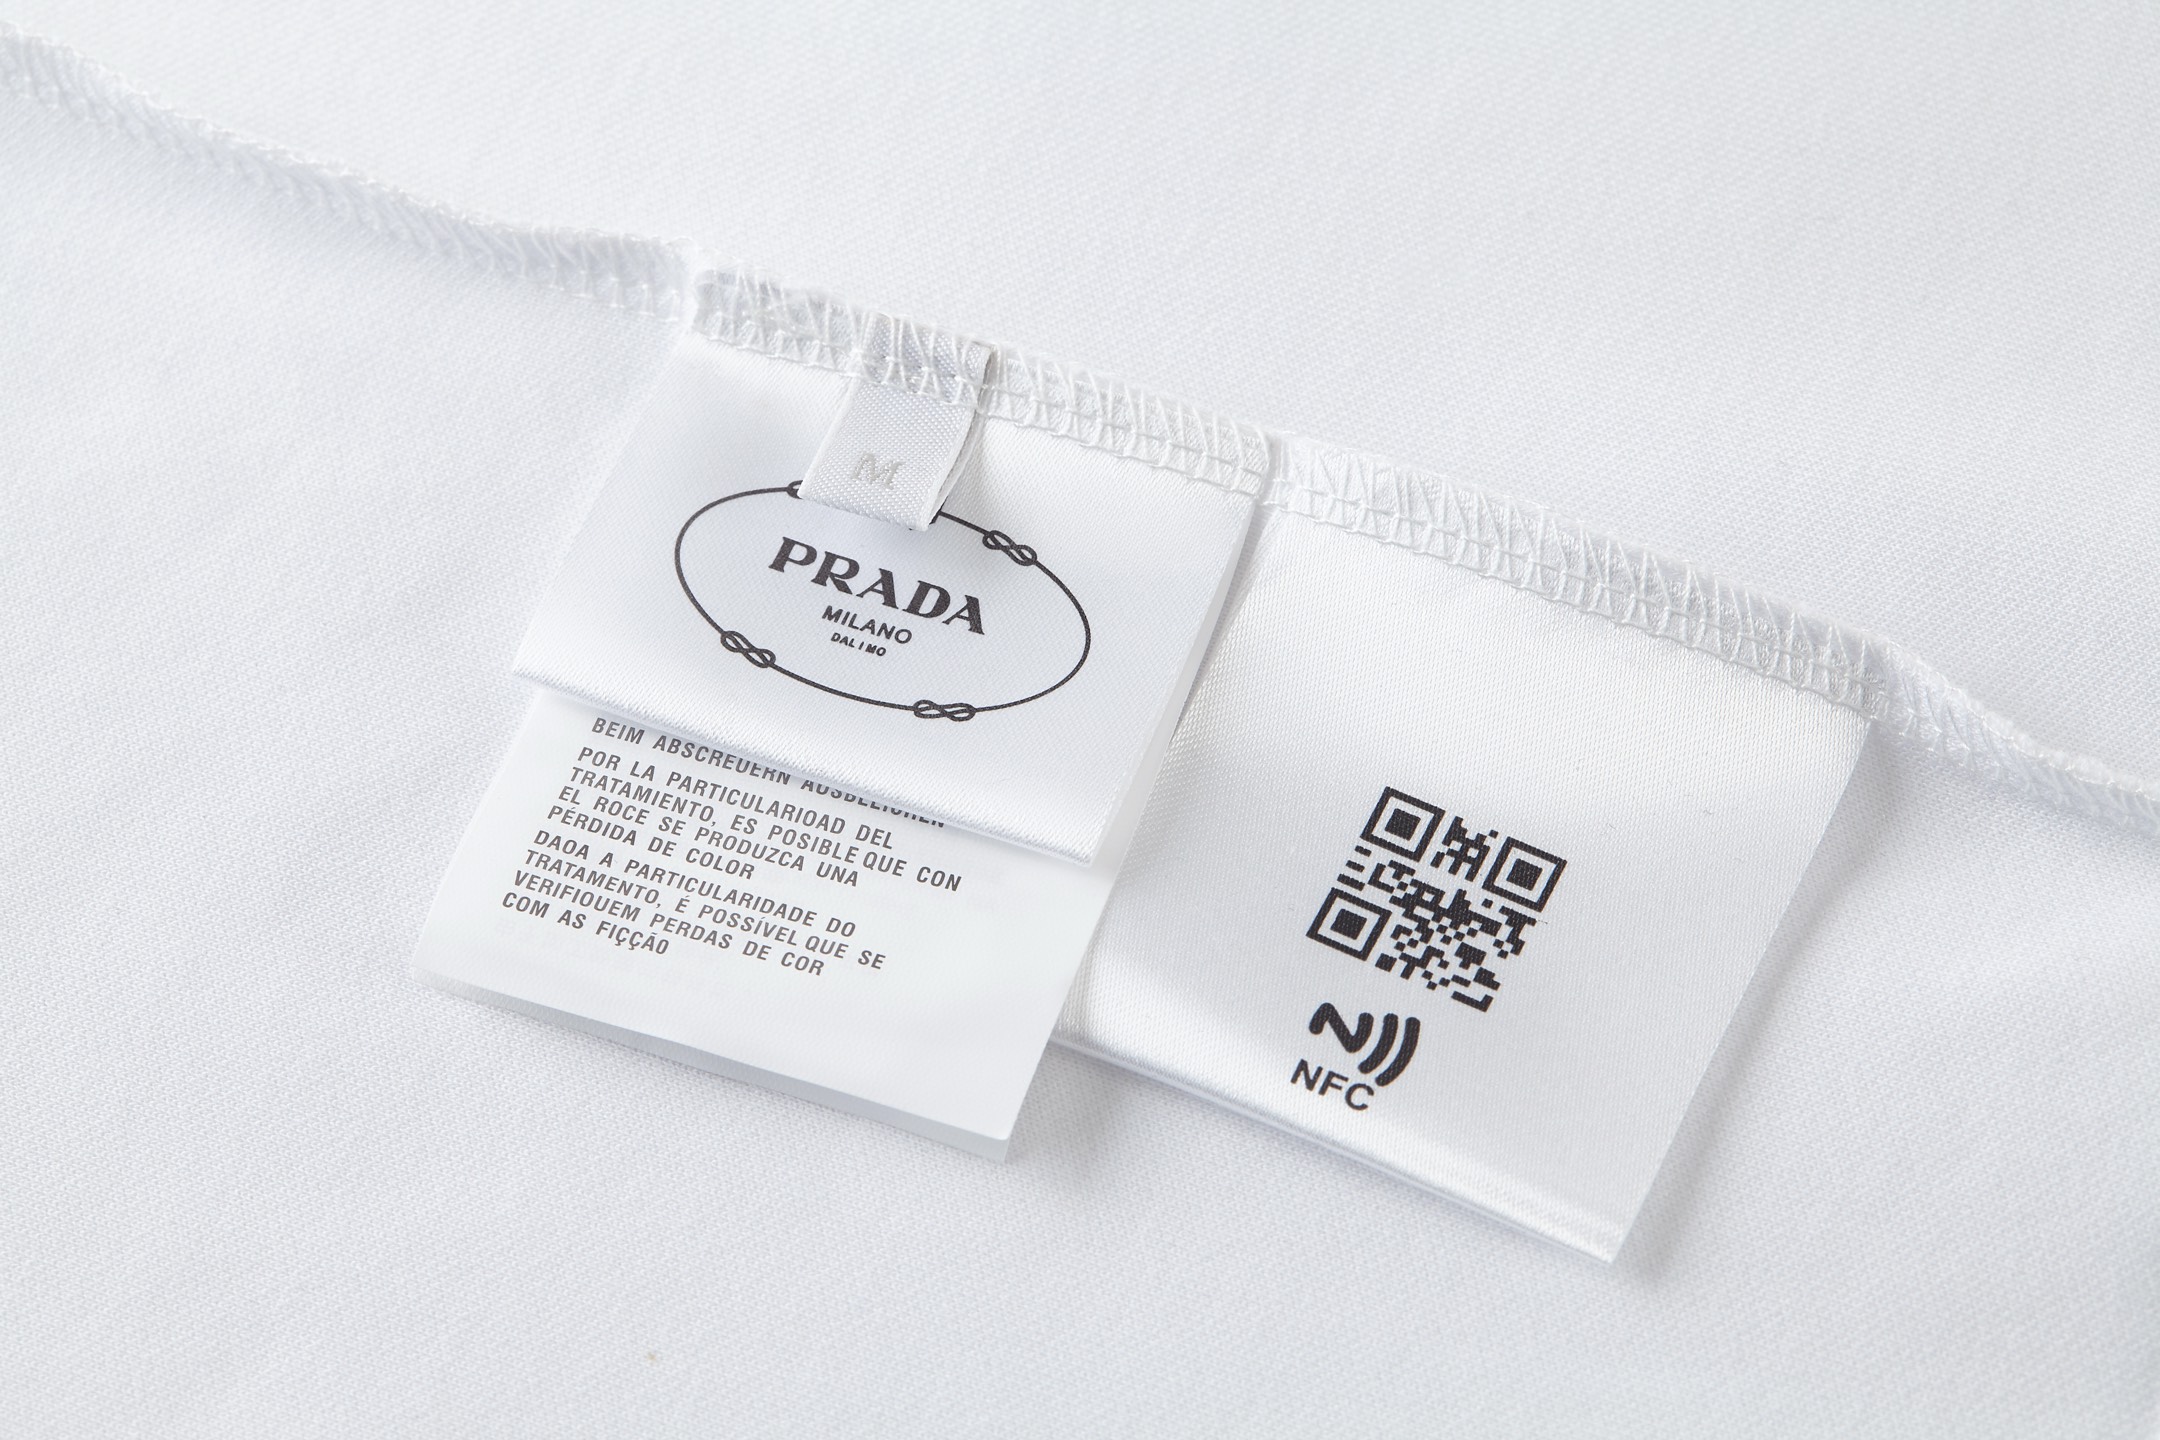 M
PRADA
MILANO
DAL I MO
BEIM ABSCREUERN AUSBLEICHEN
POR LA PARTICULARIOAD DEL
TRATAMIENTO, ES POSIBLE QUE CON
EL ROCE SE PRODUZCA UNA
PÉRDIDA DE COLOR
DAOA A PARTICULARIDADE DO
TRATAMENTO, É POSSÍVEL QUE SE
VERIFIOUEM PERDAS DE COR
COM AS FIÇÇÃO
NFC